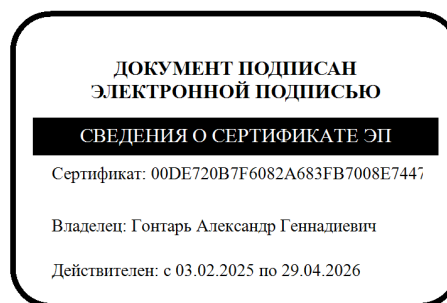 ДОКУМЕНТ ПОДПИСАН
ЭЛЕКТРОННОЙ ПОДПИСЬЮ
СВЕДЕНИЯ О СЕРТИФИКАТЕ ЭП
Сертификат: 00DE720B7F6082A683FB7008E7447
Владелец: Гонтарь Александр Геннадиевич
Действителен: с 03.02.2025 по 29.04.2026